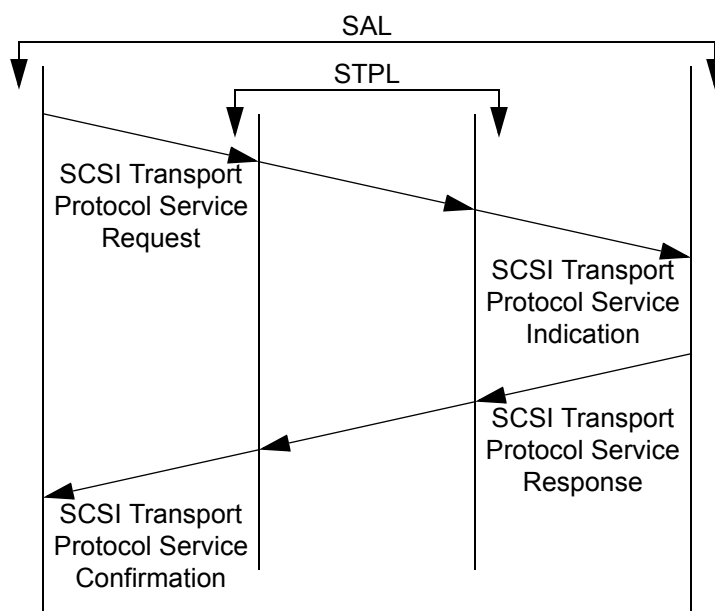 SAL
STPL
SCSI Transport
Protocol Service
Request
SCSI Transport
Protocol Service
Indication
SCSI Transport
Protocol Service
Response
SCSI Transport
Protocol Service
Confirmation